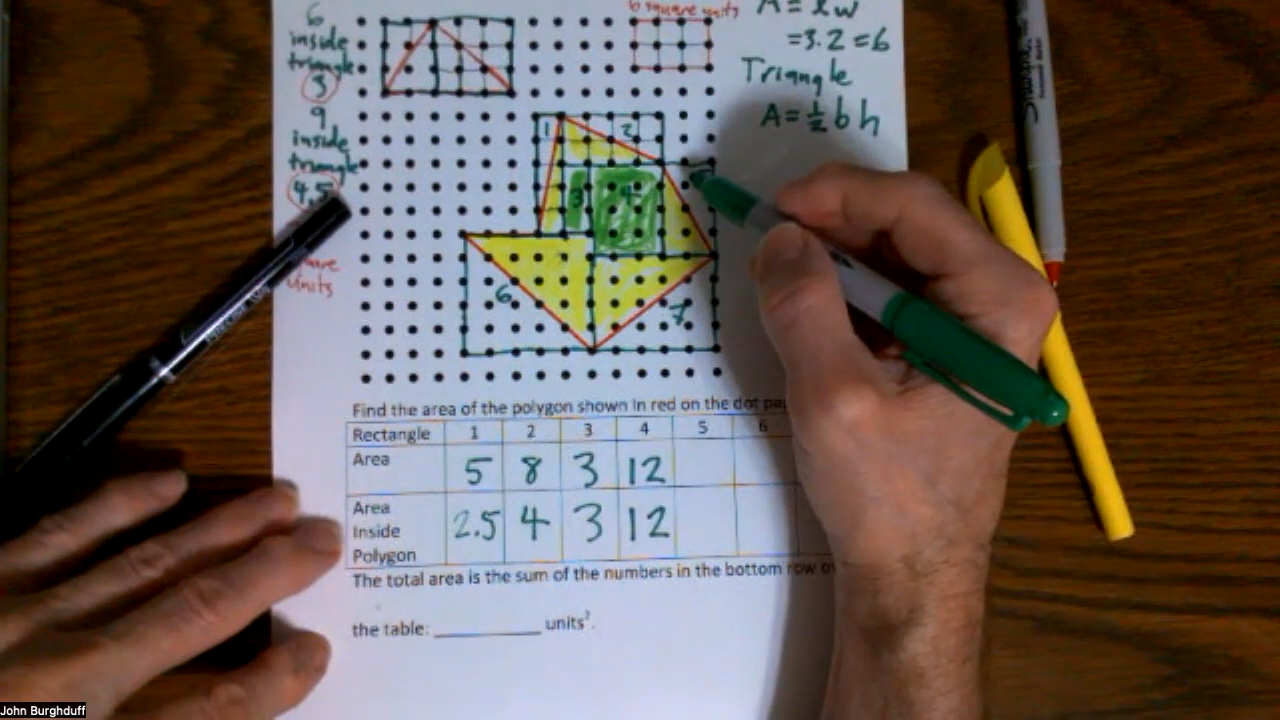 6
inside
triangle
3
9
inside
triangle
4.5
units
6 square units
A = lw
= 3.2 = 6
Triangle
A = ½ b h
1
2
3
4
6
7
Find the area of the polygon shown in red on the dot
Rectangle 1 2 3 4 5 6
Area 5 8 3 12
Area Inside Polygon 2.5 4 3 12
The total area is the sum of the numbers in the bottom row
the table: __________ units².
John Burghduff